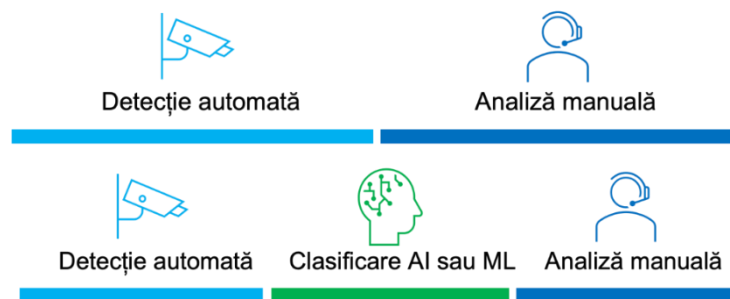 Detecție automată
Analiză manuală
Detecție automată
Clasificare AI sau ML
Analiză manuală